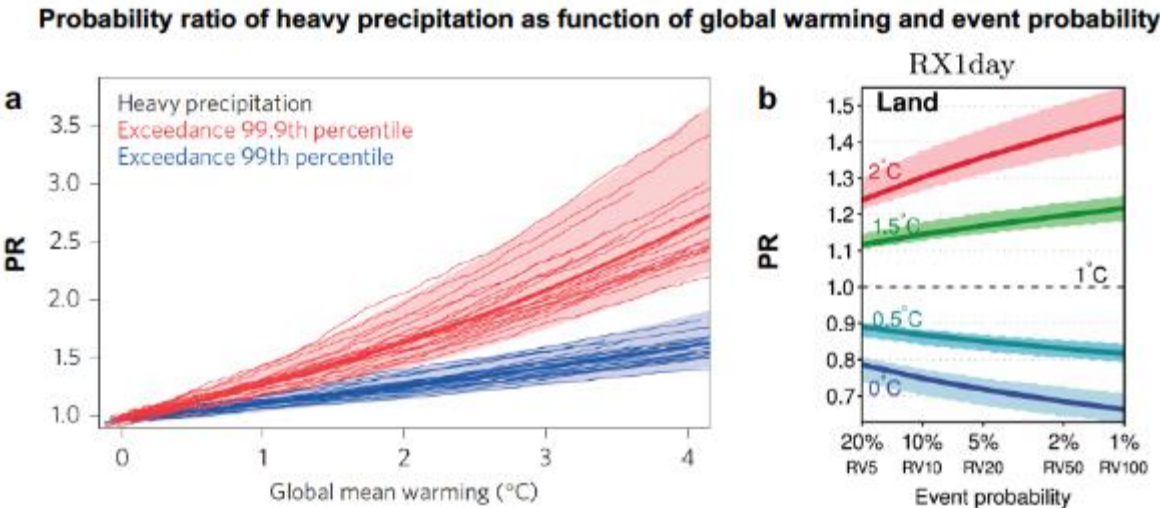 Probability ratio of heavy precipitation as function of global warming and event probability
a
Heavy precipitation
Exceedance 99.9th percentile
Exceedance 99th percentile
PR
3.5
3.0
2.5
2.0
1.5
1.0
0 1 2 3 4
Global mean warming (°C)
b
RX1day
Land
PR
1.5
1.4
1.3
1.2
1.1
1.0
0.9
0.8
0.7
2°C
1.5°C
1°C
0.5°C
0°C
20% 10% 5% 2% 1%
RV5 RV10 RV20 RV50 RV100
Event probability